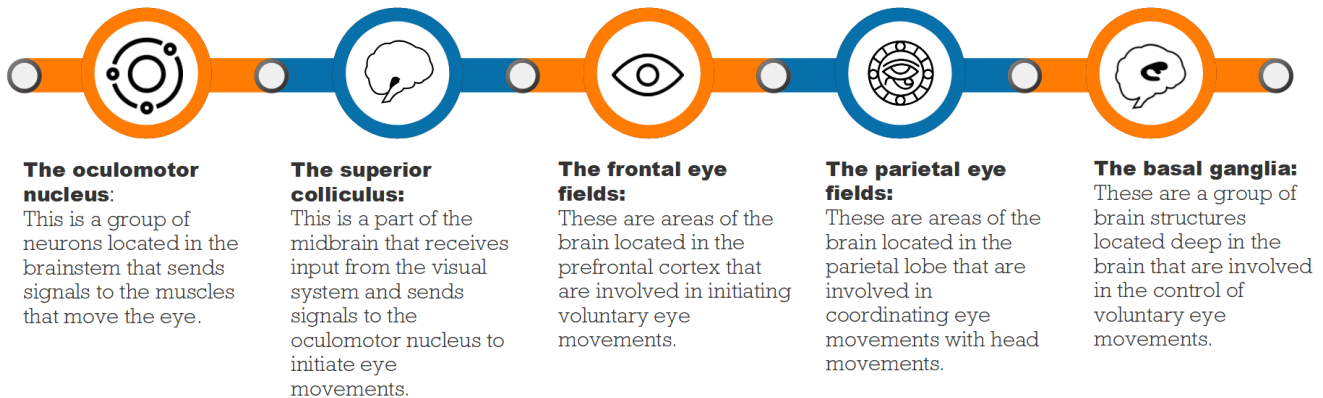 The oculomotor
nucleus:
This is a group of
neurons located in the
brainstem that sends
signals to the muscles
that move the eye.
The superior
colliculus:
This is a part of the
midbrain that receives
input from the visual
system and sends
signals to the
oculomotor nucleus to
initiate eye
movements.
The frontal eye
fields:
These are areas of the
brain located in the
prefrontal cortex that
are involved in initiating
voluntary eye
movements.
The parietal eye
fields:
These are areas of the
brain located in the
parietal lobe that are
involved in
coordinating eye
movements with head
movements.
The basal ganglia:
These are a group of
brain structures
located deep in the
brain that are involved
in the control of
voluntary eye
movements.